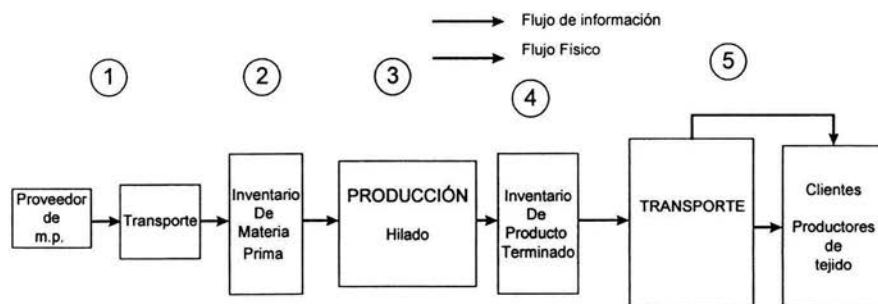 Flujo de información
Flujo Físico
1
2
3
4
5
Proveedor
de
m.p.
Transporte
Inventario
De
Materia
Prima
PRODUCCIÓN
Hilado
Inventario
De
Producto
Terminado
TRANSPORTE
Clientes
Productores
de
tejido